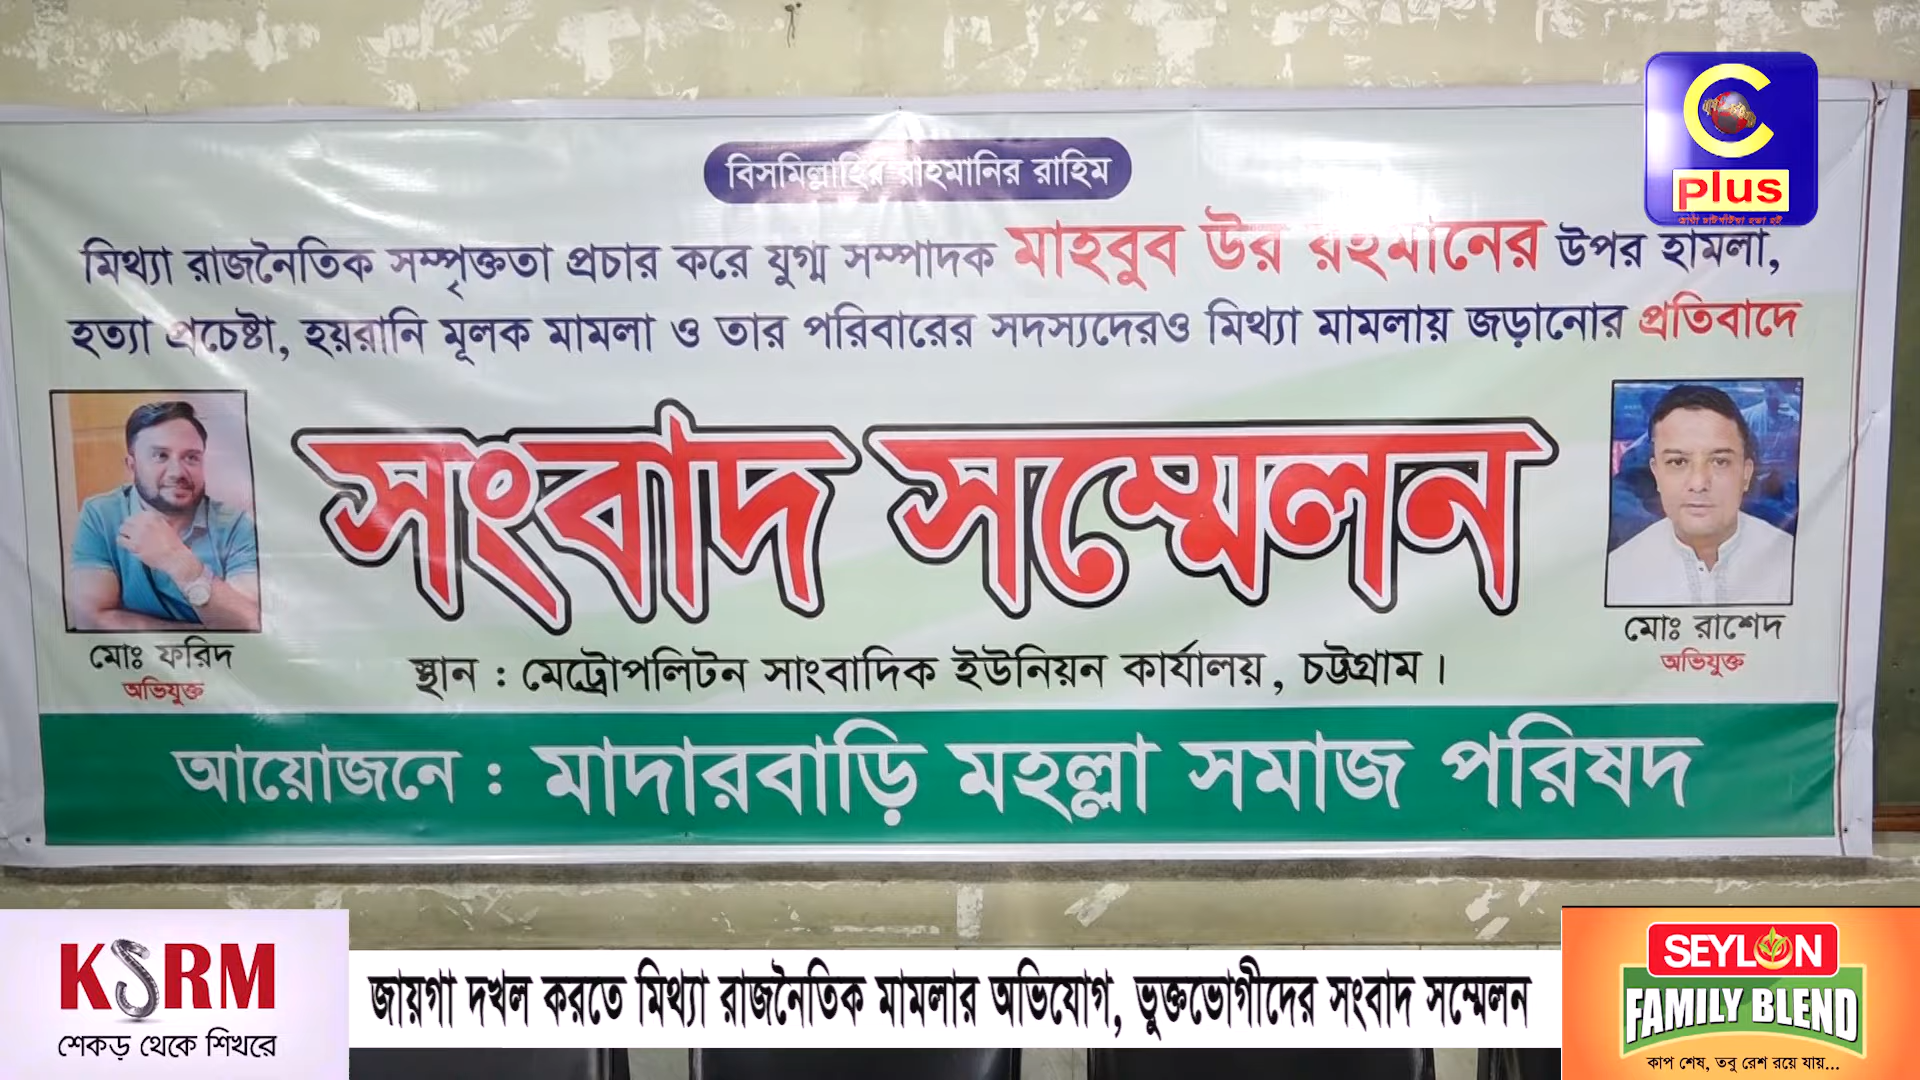 C
plus
বিসমিল্লাহির রাহমানির রাহিম
মিথ্যা রাজনৈতিক সম্পৃক্ততা প্রচার করে যুগ্ম সম্পাদক মাহবুব উর রহমানের উপর হামলা,
হত্যা প্রচেষ্টা, হয়রানি মূলক মামলা ও তার পরিবারের সদস্যদেরও মিথ্যা মামলায় জড়ানোর প্রতিবাদে
সংবাদ সম্মেলন
মোঃ ফরিদ
অভিযুক্ত
মোঃ রাশেদ
অভিযুক্ত
স্থান : মেট্রোপলিটন সাংবাদিক ইউনিয়ন কার্যালয়, চট্টগ্রাম।
আয়োজনে : মাদারবাড়ি মহল্লা সমাজ পরিষদ
KSRM
শেকড় থেকে শিখরে
জায়গা দখল করতে মিথ্যা রাজনৈতিক মামলার অভিযোগ, ভুক্তভোগীদের সংবাদ সম্মেলন
SEYLON
FAMILY BLEND
কাপ শেষ, তবু রেশ রয়ে যায়...